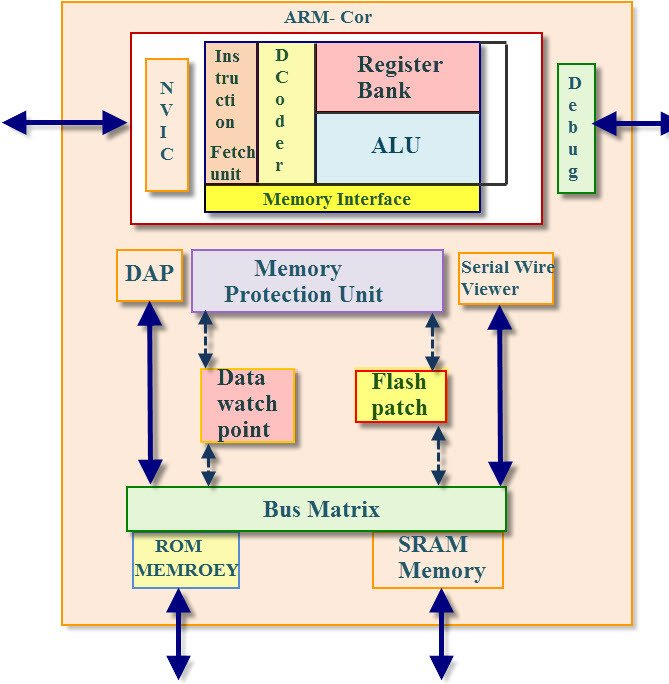 ARM- Cor
N
V
I
C
Ins
tru
cti
on
Fetch
unit
D
C
o
d
e
r
Register
Bank
ALU
Memory Interface
D
e
b
u
g
DAP
Memory
Protection Unit
Serial Wire
Viewer
Data
watch
point
Flash
patch
Bus Matrix
ROM
MEMROEY
SRAM
Memory